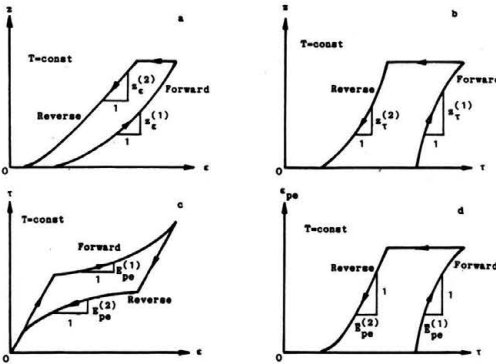 z
a
T=const
z_ε^(2)
1
Forward
Reverse
z_ε^(1)
1
0
ε
z
b
T=const
Forward
Reverse
z_τ^(2)
1
z_τ^(1)
1
0
τ
τ
c
T=const
Forward
1
E_pe^(1)
Reverse
1
E_pe^(2)
0
ε
ε_pe
d
T=const
Reverse
Forward
1
1
E_pe^(2)
E_pe^(1)
0
τ